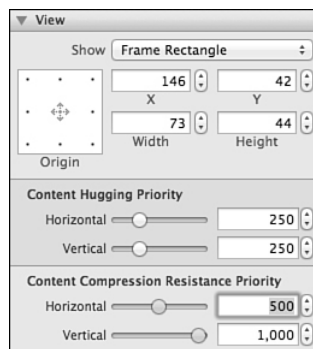 View
Show Frame Rectangle
146 42
X Y
73 44
Width Height
Origin
Content Hugging Priority
Horizontal 250
Vertical 250
Content Compression Resistance Priority
Horizontal 500
Vertical 1,000